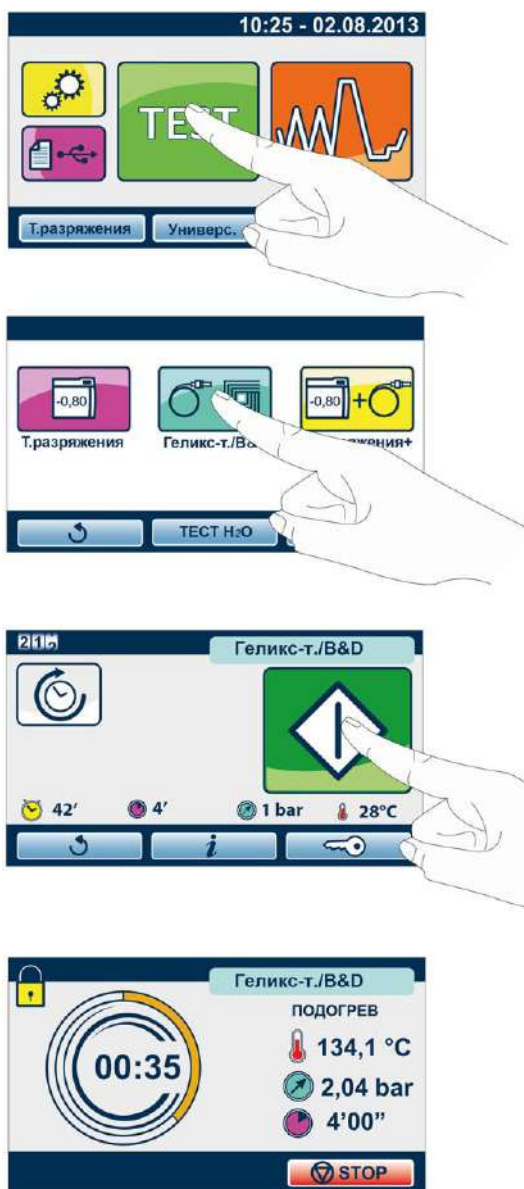 10:25 - 02.08.2013
TEST
Т.разряжения Универс.
-0,80 -0,80 +
Т.разряжения Геликс-т./B& жения+
ТЕСТ H2O
Геликс-т./B&D
42′ 4′ 1 bar 28°C
i
Геликс-т./B&D
ПОДОГРЕВ
00:35
134,1 °C
2,04 bar
4’00”
STOP